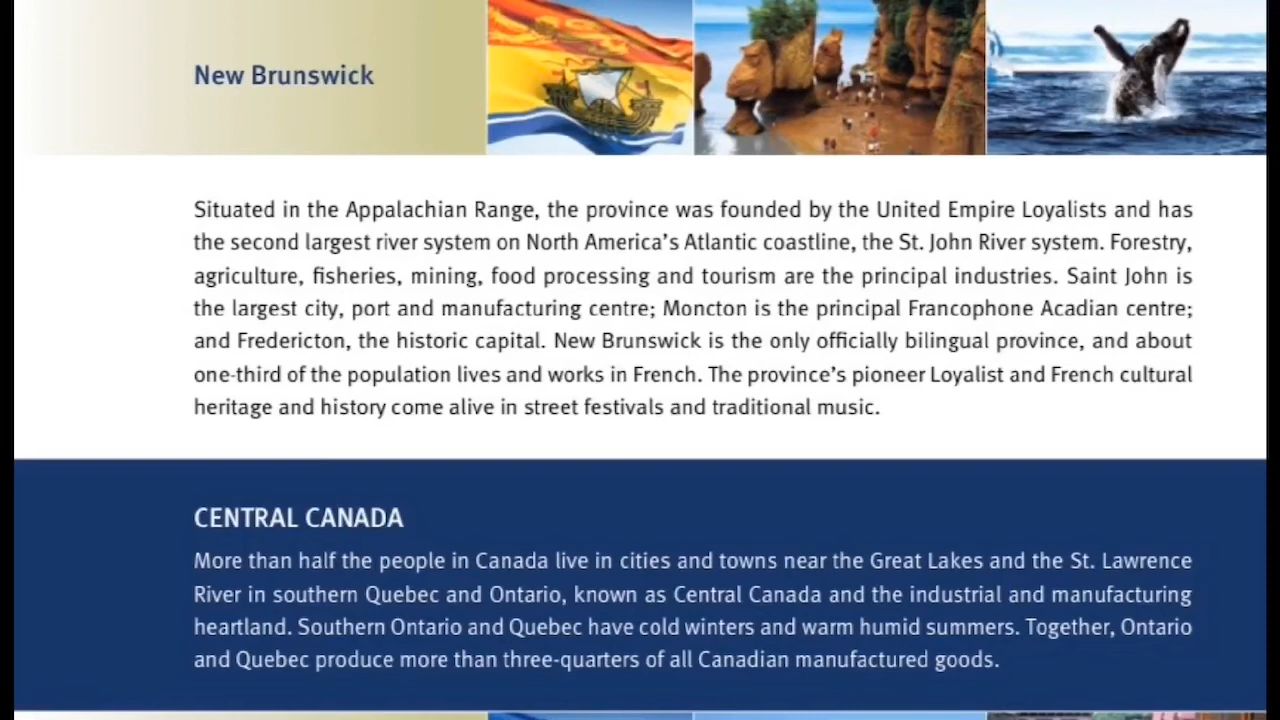 New Brunswick
Situated in the Appalachian Range, the province was founded by the United Empire Loyalists and has
the second largest river system on North America's Atlantic coastline, the St. John River system. Forestry,
agriculture, fisheries, mining, food processing and tourism are the principal industries. Saint John is
the largest city, port and manufacturing centre; Moncton is the principal Francophone Acadian centre;
and Fredericton, the historic capital. New Brunswick is the only officially bilingual province, and about
one-third of the population lives and works in French. The province's pioneer Loyalist and French cultural
heritage and history come alive in street festivals and traditional music.
CENTRAL CANADA
More than half the people in Canada live in cities and towns near the Great Lakes and the St. Lawrence
River in southern Quebec and Ontario, known as Central Canada and the industrial and manufacturing
heartland. Southern Ontario and Quebec have cold winters and warm humid summers. Together, Ontario
and Quebec produce more than three-quarters of all Canadian manufactured goods.